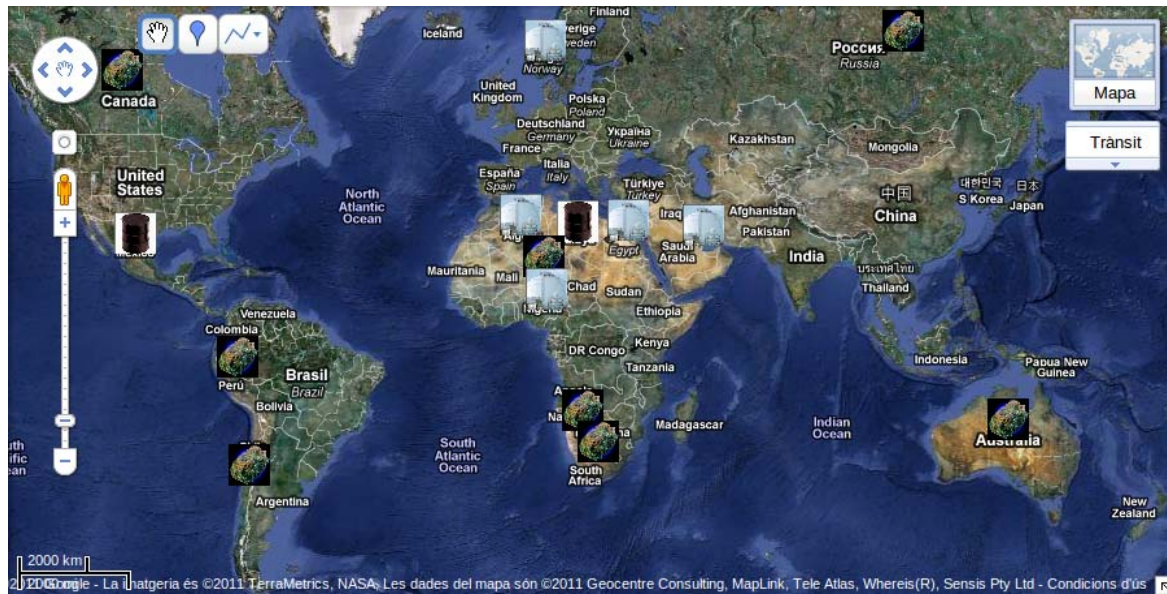 Finland
Iceland
Norway
Россия
Russia
Canada
Mapa
United
Kingdom
Polska
Poland
Deutschland
Germany
Україна
Ukraine
France
Kazakhstan
Mongolia
Trànsit
Italia
Italy
España
Spain
Türkiye
Turkey
United
States
North
Atlantic
Ocean
中国
China
대한민국
S Korea
日本
Japan
Iraq
Afghanistan
Pakistan
Egypt
Saudi
Arabia
India
Mauritania
Mali
Chad
Sudan
ประเทศไทย
Thailand
Ethiopia
Venezuela
Colombia
DR Congo
Kenya
Tanzania
Indonesia
Papua New
Guinea
Perú
Brasil
Brazil
Bolivia
Madagascar
Indian
Ocean
Australia
South
Atlantic
Ocean
South
Africa
Argentina
New
Zealand
2000 km
TerraMetrics, NASA, Les dades del mapa són ©2011 Geocentre Consulting, MapLink, Tele Atlas, Whereis(R), Sensis Pty Ltd - Condicions d'ús